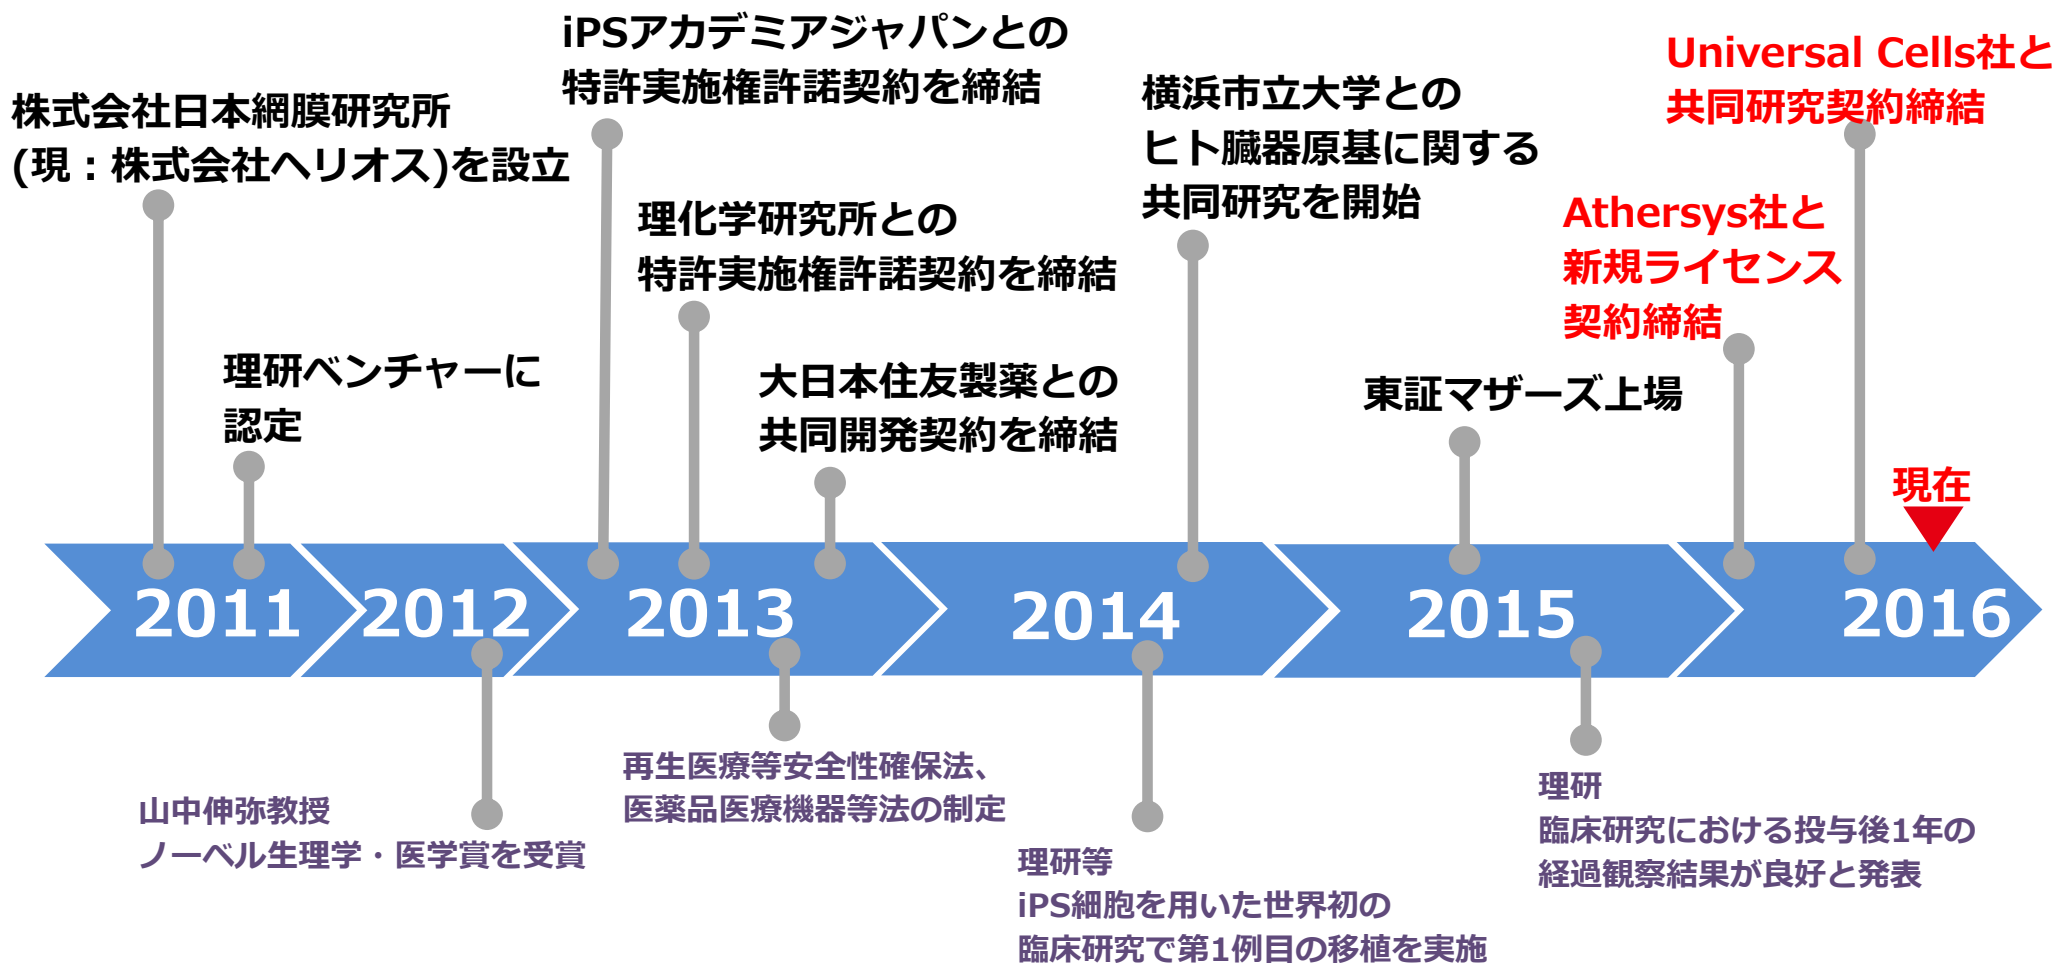 株式会社日本網膜研究所
(現：株式会社ヘリオス)を設立
理研ベンチャーに
認定
iPSアカデミアジャパンとの
特許実施権許諾契約を締結
理化学研究所との
特許実施権許諾契約を締結
大日本住友製薬との
共同開発契約を締結
横浜市立大学との
ヒト臓器原基に関する
共同研究を開始
東証マザーズ上場
Athersys社と
新規ライセンス
契約締結
Universal Cells社と
共同研究契約締結
現在
2011
2012
2013
2014
2015
2016
山中伸弥教授
ノーベル生理学・医学賞を受賞
再生医療等安全性確保法、
医薬品医療機器等法の制定
理研等
iPS細胞を用いた世界初の
臨床研究で第1例目の移植を実施
理研
臨床研究における投与後1年の
経過観察結果が良好と発表